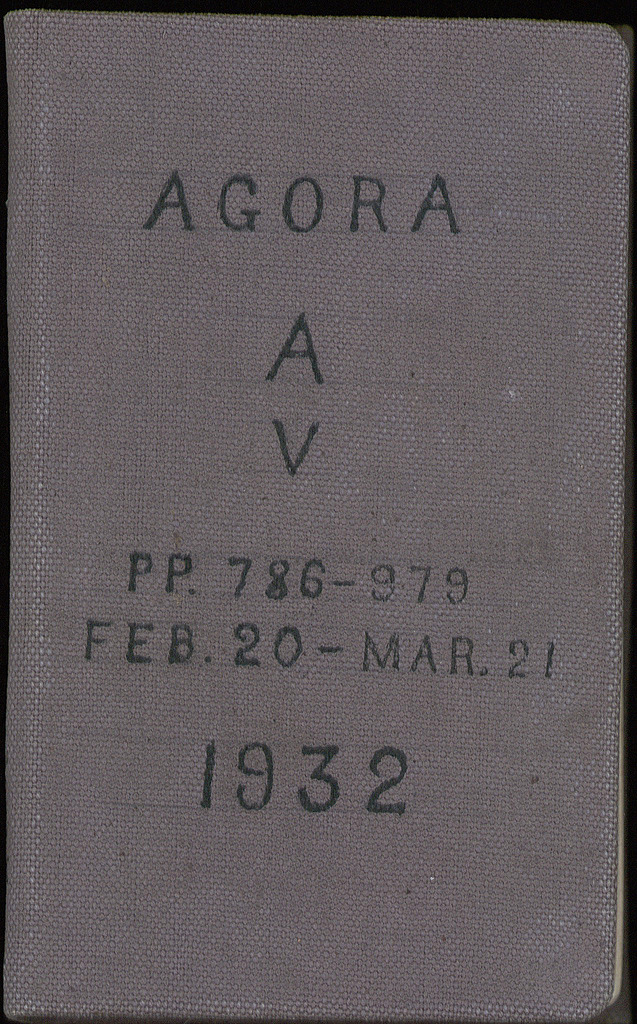 AGORA
A
V
PP. 786-979
FEB. 20-MAR. 21
1932